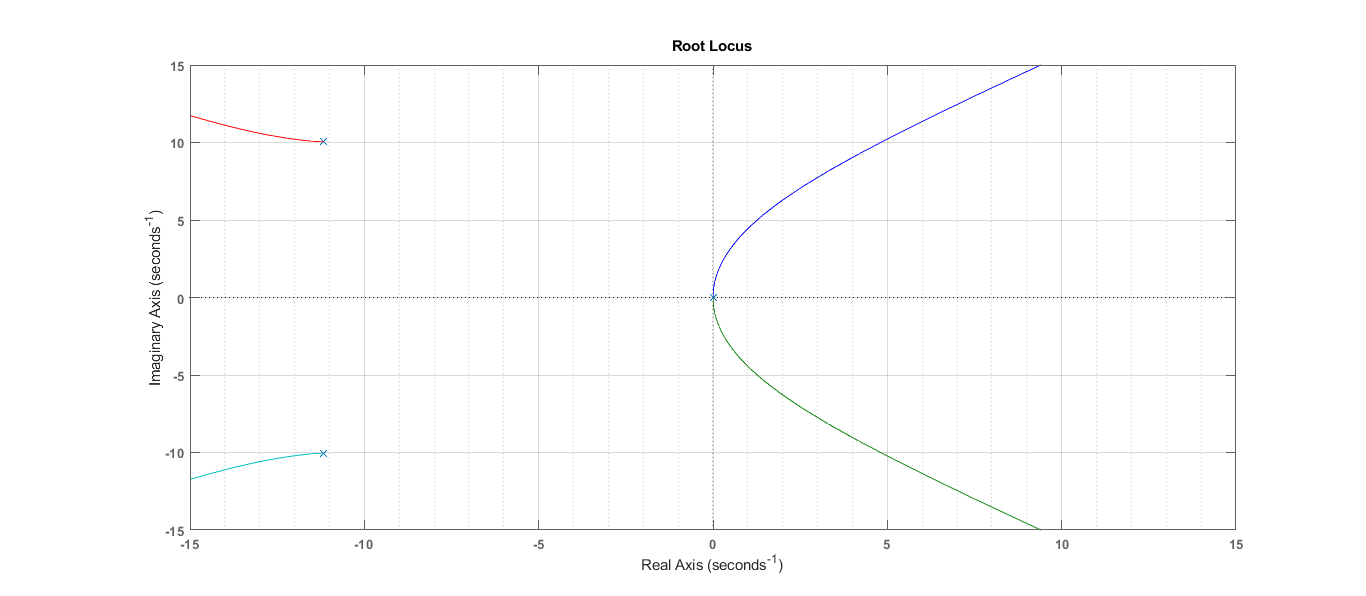 Root Locus
15
10
5
0
-5
-10
-15
Imaginary Axis (seconds⁻¹)
-15 -10 -5 0 5 10 15
Real Axis (seconds⁻¹)